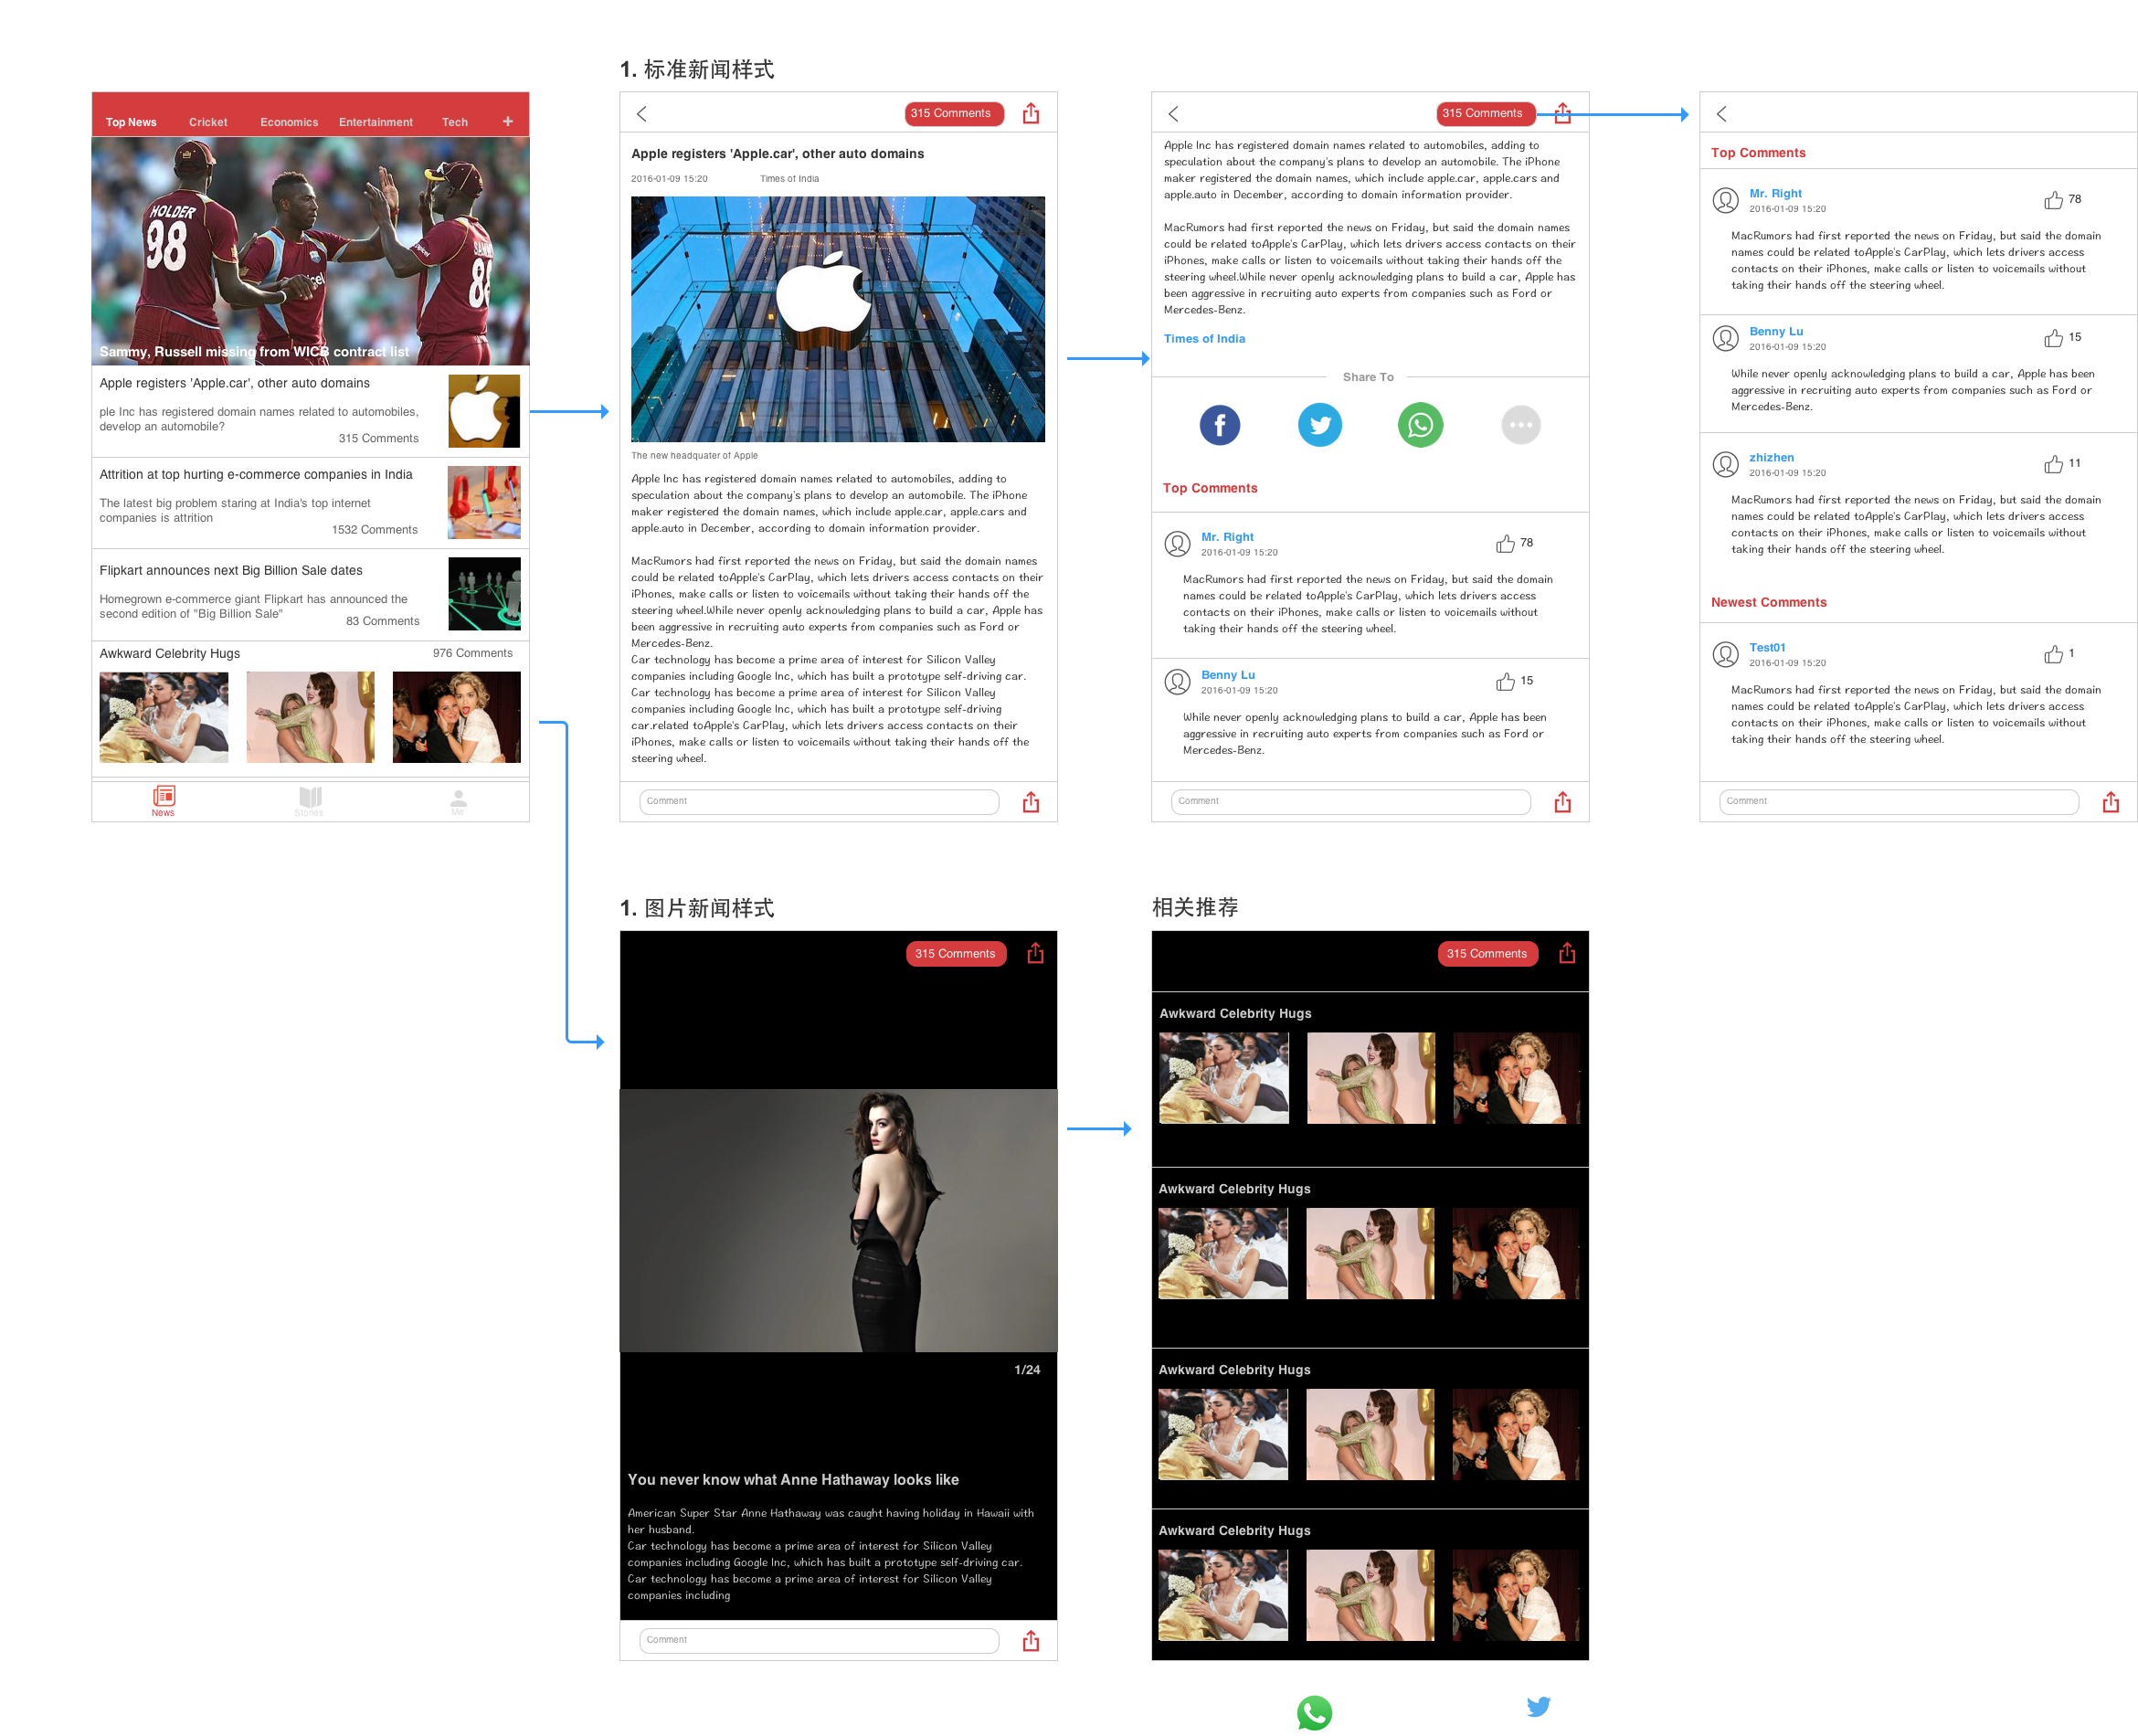 1. 标准新闻样式
Top News
Cricket
Economics
Entertainment
Tech
+
HOLDER
98
Sammy, Russell missing from WICB contract list
Apple registers 'Apple.car', other auto domains
ple Inc has registered domain names related to automobiles,
develop an automobile?
315 Comments
Attrition at top hurting e-commerce companies in India
The latest big problem staring at India's top internet
companies is attrition
1532 Comments
Flipkart announces next Big Billion Sale dates
Homegrown e-commerce giant Flipkart has announced the
second edition of "Big Billion Sale"
83 Comments
Awkward Celebrity Hugs
976 Comments
News
Stories
Me
315 Comments
Apple registers 'Apple.car', other auto domains
2016-01-09 15:20
Times of India
The new headquater of Apple
Apple Inc has registered domain names related to automobiles, adding to
speculation about the company's plans to develop an automobile. The iPhone
maker registered the domain names, which include apple.car, apple.cars and
apple.auto in December, according to domain information provider.
MacRumors had first reported the news on Friday, but said the domain names
could be related toApple's CarPlay, which lets drivers access contacts on their
iPhones, make calls or listen to voicemails without taking their hands off the
steering wheel.While never openly acknowledging plans to build a car, Apple has
been aggressive in recruiting auto experts from companies such as Ford or
Mercedes-Benz.
Car technology has become a prime area of interest for Silicon Valley
companies including Google Inc, which has built a prototype self-driving car.
Car technology has become a prime area of interest for Silicon Valley
companies including Google Inc, which has built a prototype self-driving
car.related toApple's CarPlay, which lets drivers access contacts on their
iPhones, make calls or listen to voicemails without taking their hands off the
steering wheel.
Comment
315 Comments
Apple Inc has registered domain names related to automobiles, adding to
speculation about the company's plans to develop an automobile. The iPhone
maker registered the domain names, which include apple.car, apple.cars and
apple.auto in December, according to domain information provider.
MacRumors had first reported the news on Friday, but said the domain names
could be related toApple's CarPlay, which lets drivers access contacts on their
iPhones, make calls or listen to voicemails without taking their hands off the
steering wheel.While never openly acknowledging plans to build a car, Apple has
been aggressive in recruiting auto experts from companies such as Ford or
Mercedes-Benz.
Times of India
Share To
Top Comments
Mr. Right
2016-01-09 15:20
78
MacRumors had first reported the news on Friday, but said the domain
names could be related toApple's CarPlay, which lets drivers access
contacts on their iPhones, make calls or listen to voicemails without
taking their hands off the steering wheel.
Benny Lu
2016-01-09 15:20
15
While never openly acknowledging plans to build a car, Apple has been
aggressive in recruiting auto experts from companies such as Ford or
Mercedes-Benz.
Comment
Top Comments
Mr. Right
2016-01-09 15:20
78
MacRumors had first reported the news on Friday, but said the domain
names could be related toApple's CarPlay, which lets drivers access
contacts on their iPhones, make calls or listen to voicemails without
taking their hands off the steering wheel.
Benny Lu
2016-01-09 15:20
15
While never openly acknowledging plans to build a car, Apple has been
aggressive in recruiting auto experts from companies such as Ford or
Mercedes-Benz.
zhizhen
2016-01-09 15:20
11
MacRumors had first reported the news on Friday, but said the domain
names could be related toApple's CarPlay, which lets drivers access
contacts on their iPhones, make calls or listen to voicemails without
taking their hands off the steering wheel.
Newest Comments
Test01
2016-01-09 15:20
1
MacRumors had first reported the news on Friday, but said the domain
names could be related toApple's CarPlay, which lets drivers access
contacts on their iPhones, make calls or listen to voicemails without
taking their hands off the steering wheel.
Comment
1. 图片新闻样式
315 Comments
1/24
You never know what Anne Hathaway looks like
American Super Star Anne Hathaway was caught having holiday in Hawaii with
her husband.
Car technology has become a prime area of interest for Silicon Valley
companies including Google Inc, which has built a prototype self-driving car.
Car technology has become a prime area of interest for Silicon Valley
companies including
Comment
相关推荐
315 Comments
Awkward Celebrity Hugs
Awkward Celebrity Hugs
Awkward Celebrity Hugs
Awkward Celebrity Hugs